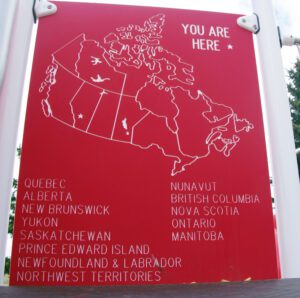 YOU ARE
HERE *
QUEBEC
ALBERTA
NEW BRUNSWICK
YUKON
SASKATCHEWAN
PRINCE EDWARD ISLAND
NEWFOUNDLAND & LABRADOR
NORTHWEST TERRITORIES
NUNAVUT
BRITISH COLUMBIA
NOVA SCOTIA
ONTARIO
MANITOBA